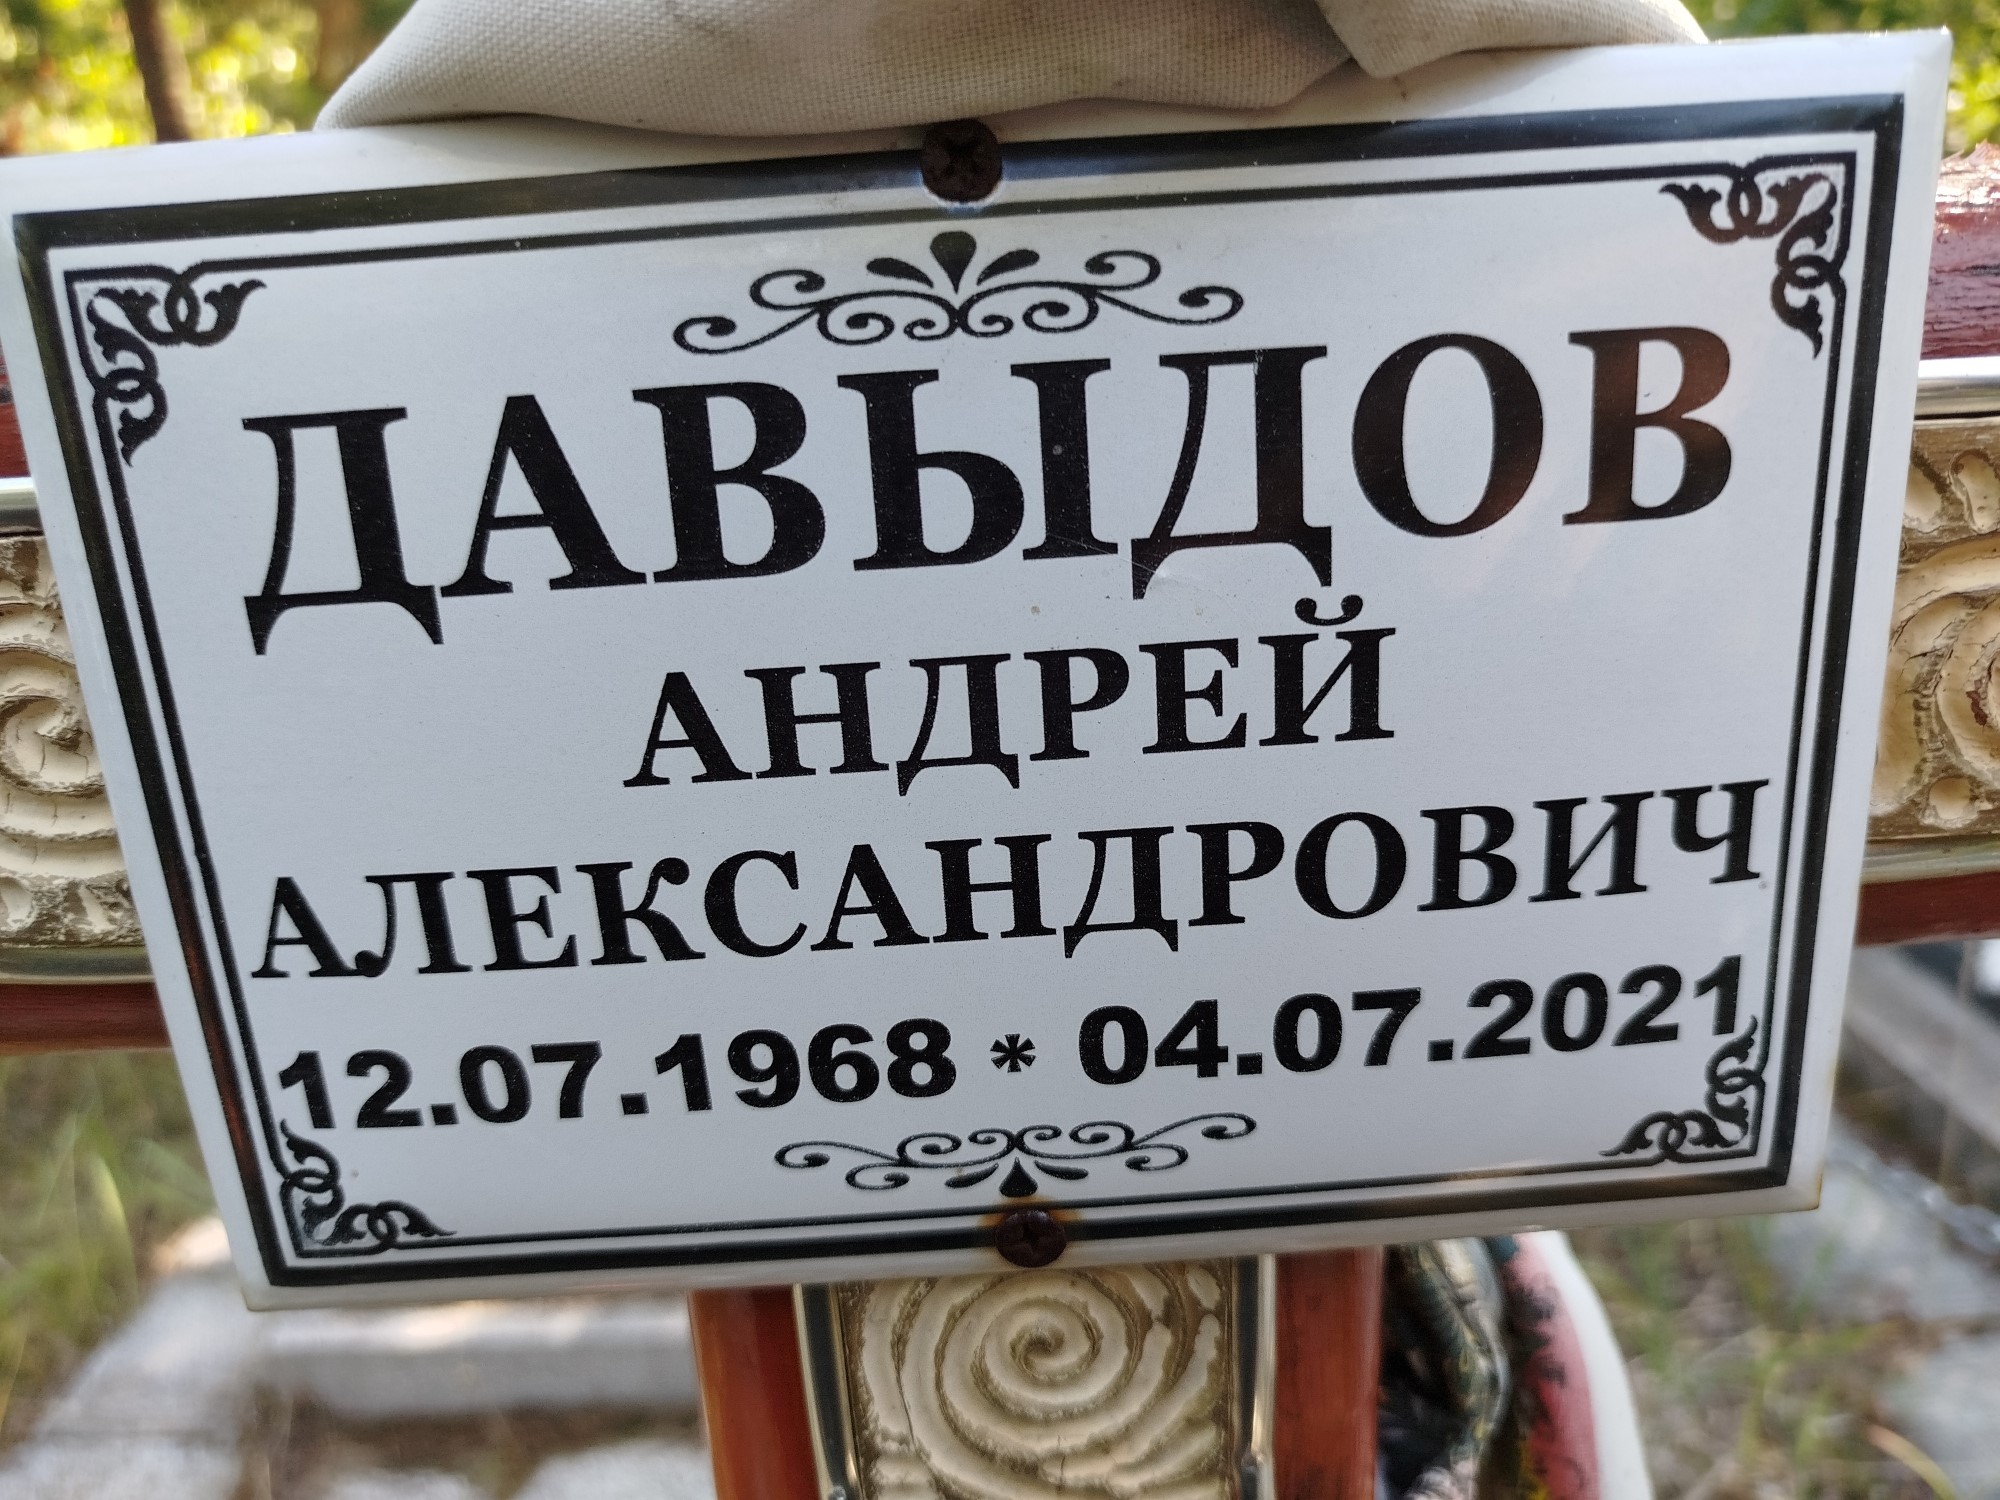 ДАВЫДОВ
АНДРЕЙ
АЛЕКСАНДРОВИЧ
12.07.1968 * 04.07.2021